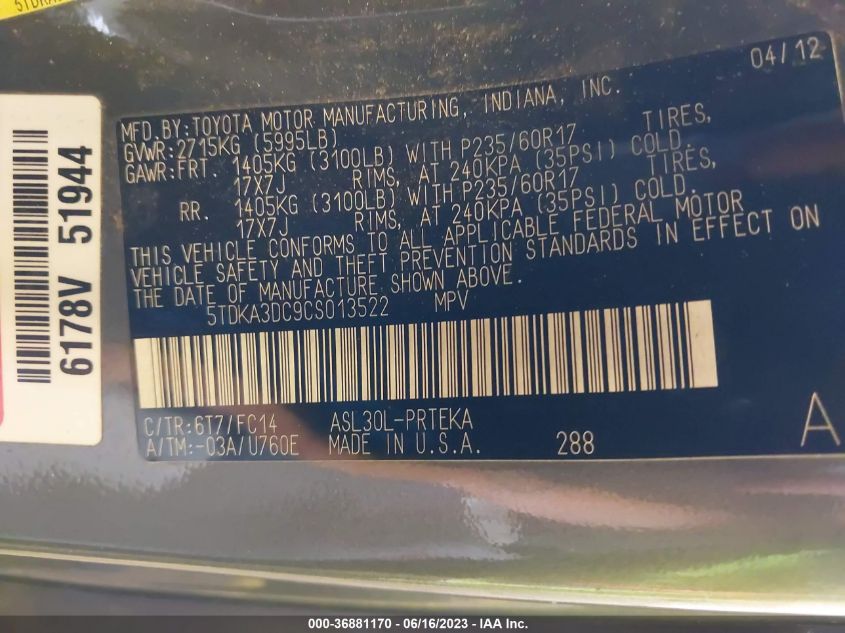 04/12
MFD. BY: TOYOTA MOTOR MANUFACTURING, INDIANA, INC.
GVWR: 2715KG (5995LB)
GAWR: FRT. 1405KG (3100LB) WITH P235/60R17 TIRES,
17X7J RIMS, AT 240KPA (35PSI) COLD.
RR. 1405KG (3100LB) WITH P235/60R17 TIRES,
17X7J RIMS, AT 240KPA (35PSI) COLD.
THIS VEHICLE CONFORMS TO ALL APPLICABLE FEDERAL MOTOR
VEHICLE SAFETY AND THEFT PREVENTION STANDARDS IN EFFECT ON
THE DATE OF MANUFACTURE SHOWN ABOVE.
5TDKA3DC9CS013522 MPV
C/TR: 6T7/FC14 ASL30L-PRTEKA
A/TM: -03A/U760E MADE IN U.S.A. 288
A
6178V 51944
000-36881170 - 06/16/2023 - IAA Inc.